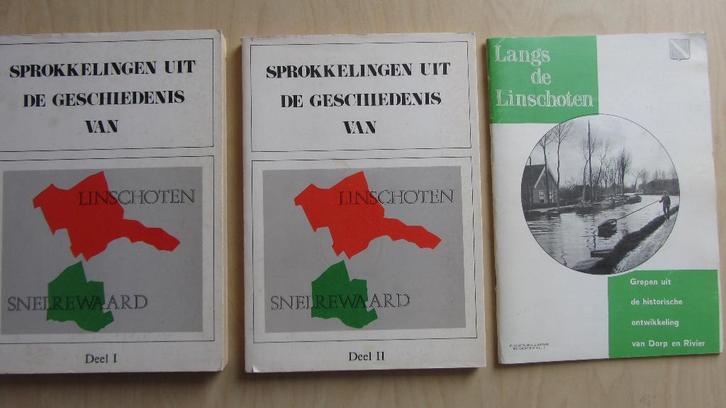 SPROKKELINGEN UIT
DE GESCHIEDENIS
VAN
LINSCHOTEN
SNELREWAARD
Deel I
SPROKKELINGEN UIT
DE GESCHIEDENIS
VAN
LINSCHOTEN
SNELREWAARD
Deel II
Langs
de
Linschoten
Grepen uit
de historische
ontwikkeling
van Dorp en Rivier